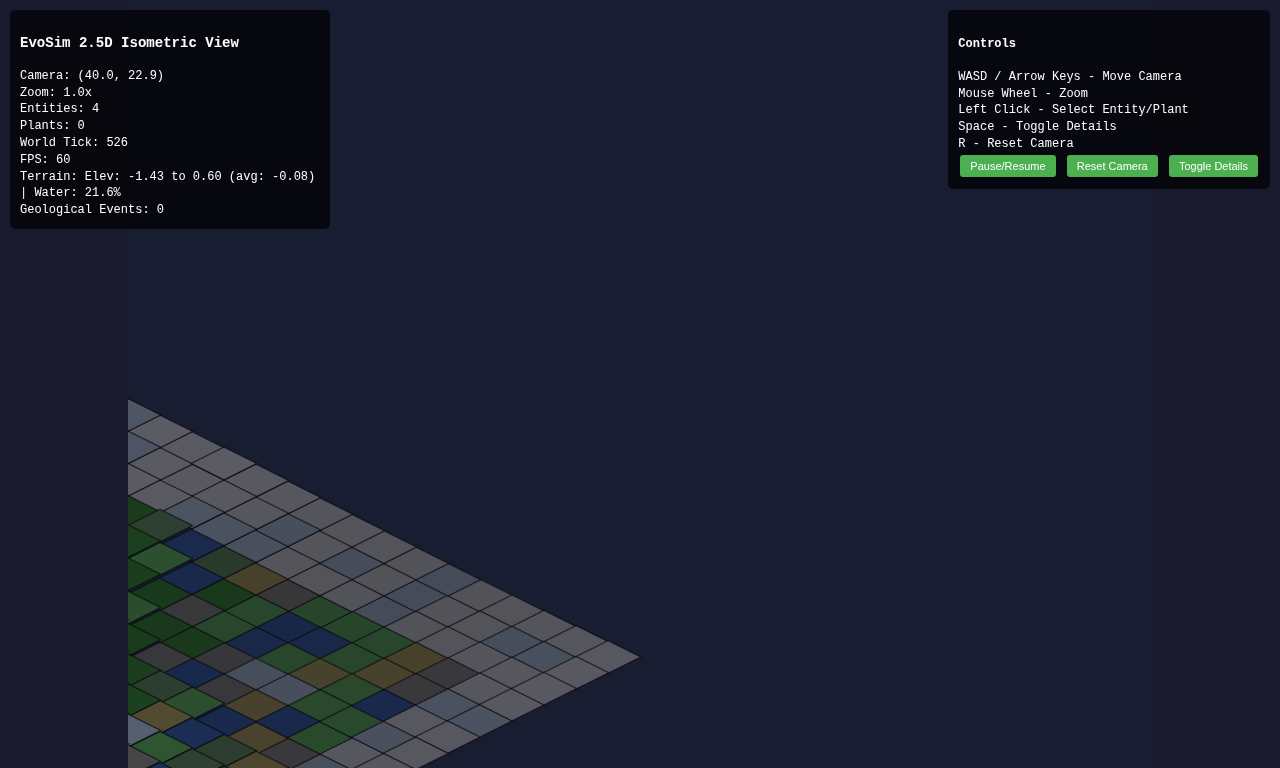 EvoSim 2.5D Isometric View
Camera: (40.0, 22.9)
Zoom: 1.0x
Entities: 4
Plants: 0
World Tick: 526
FPS: 60
Terrain: Elev: -1.43 to 0.60 (avg: -0.08)
| Water: 21.6%
Geological Events: 0
Controls
WASD / Arrow Keys - Move Camera
Mouse Wheel - Zoom
Left Click - Select Entity/Plant
Space - Toggle Details
R - Reset Camera
Pause/Resume Reset Camera Toggle Details